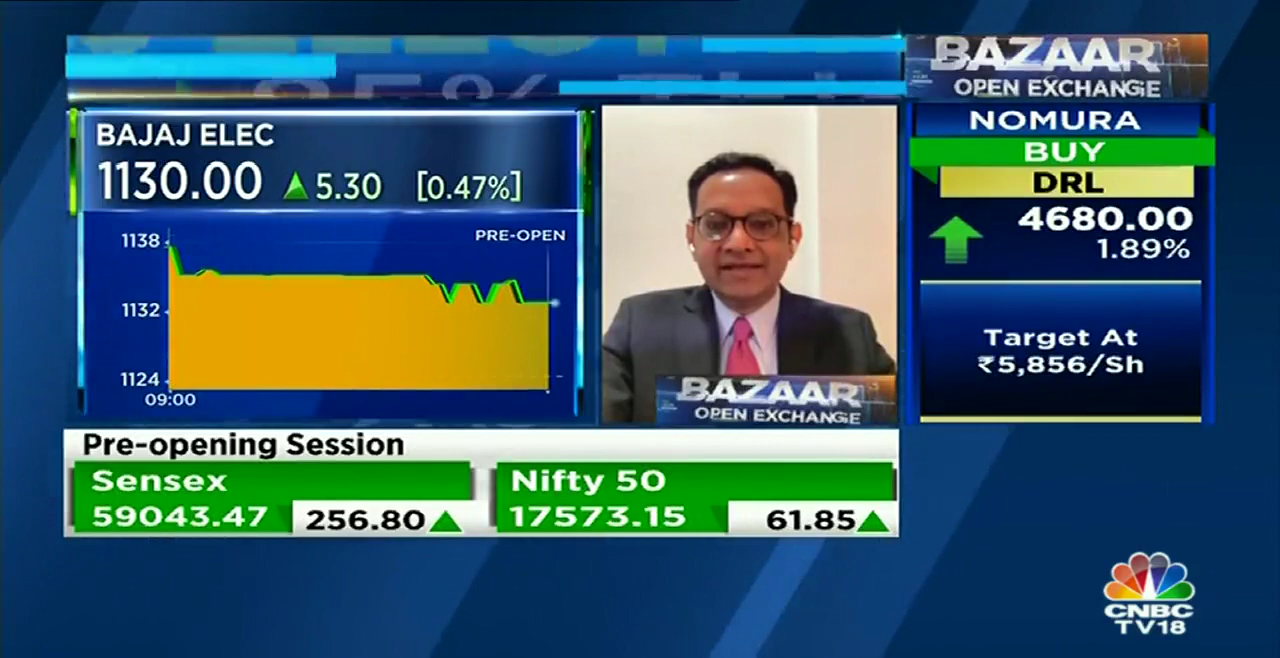 BAZAAR
OPEN EXCHANGE
BAJAJ ELEC
1130.00 ▲ 5.30 [0.47%]
PRE-OPEN
1138
1132
1124
09:00
BAZAAR
OPEN EXCHANGE
NOMURA
BUY
DRL
4680.00
1.89%
Target At
₹5,856/Sh
Pre-opening Session
Sensex
59043.47 256.80 ▲
Nifty 50
17573.15 61.85 ▲
CNBC
TV18